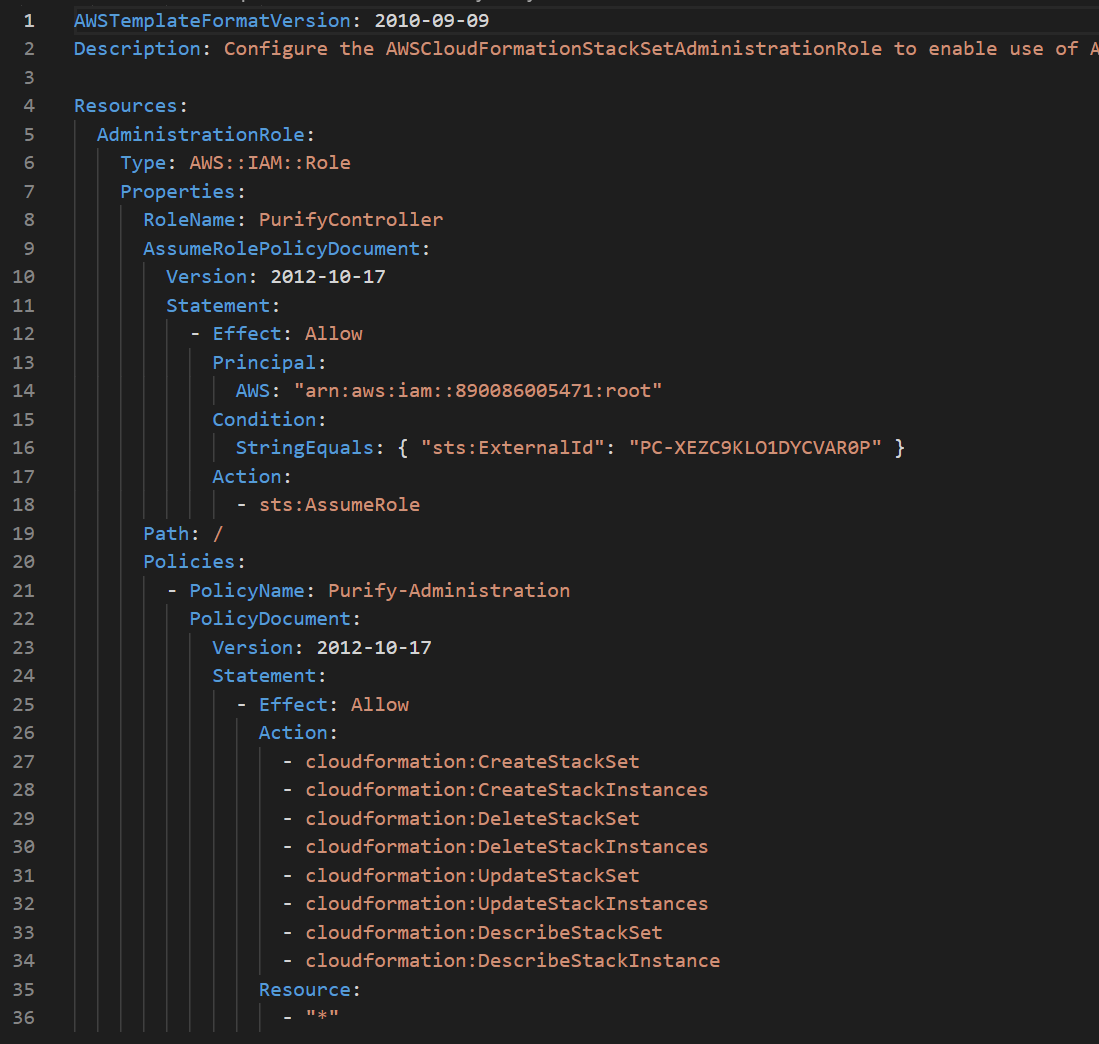 1 AWSTemplateFormatVersion: 2010-09-09
2 Description: Configure the AWSCloudFormationStackSetAdministrationRole to enable use of A
3
4 Resources:
5   AdministrationRole:
6     Type: AWS::IAM::Role
7     Properties:
8       RoleName: PurifyController
9       AssumeRolePolicyDocument:
10         Version: 2012-10-17
11         Statement:
12           - Effect: Allow
13             Principal:
14               AWS: "arn:aws:iam::890086005471:root"
15             Condition:
16               StringEquals: { "sts:ExternalId": "PC-XEZC9KLO1DYCVAR0P" }
17             Action:
18               - sts:AssumeRole
19       Path: /
20       Policies:
21         - PolicyName: Purify-Administration
22           PolicyDocument:
23             Version: 2012-10-17
24             Statement:
25               - Effect: Allow
26                 Action:
27                   - cloudformation:CreateStackSet
28                   - cloudformation:CreateStackInstances
29                   - cloudformation:DeleteStackSet
30                   - cloudformation:DeleteStackInstances
31                   - cloudformation:UpdateStackSet
32                   - cloudformation:UpdateStackInstances
33                   - cloudformation:DescribeStackSet
34                   - cloudformation:DescribeStackInstance
35                 Resource:
36                   - "*"